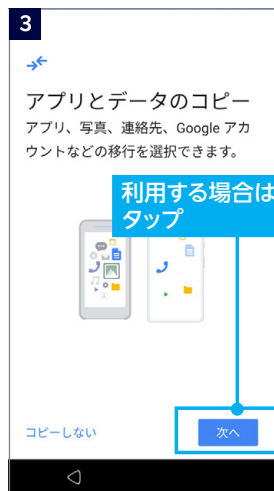 3
アプリとデータのコピー
アプリ、写真、連絡先、Google アカ
ウントなどの移行を選択できます。
利用する場合は
タップ
コピーしない
次へ